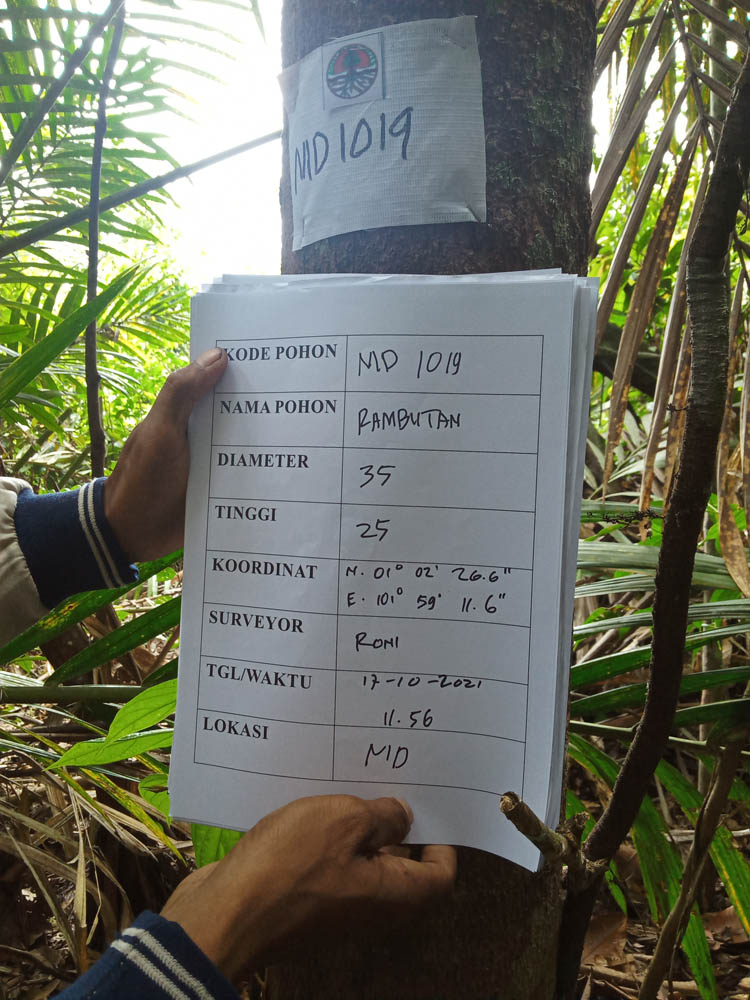 MD 1019
KODE POHON MD 1019
NAMA POHON RAMBUTAN
DIAMETER 35
TINGGI 25
KOORDINAT N. 01° 02' 26.6"
E. 101° 59' 11.6"
SURVEYOR RONI
TGL/WAKTU 17-10-2021
11.56
LOKASI MD